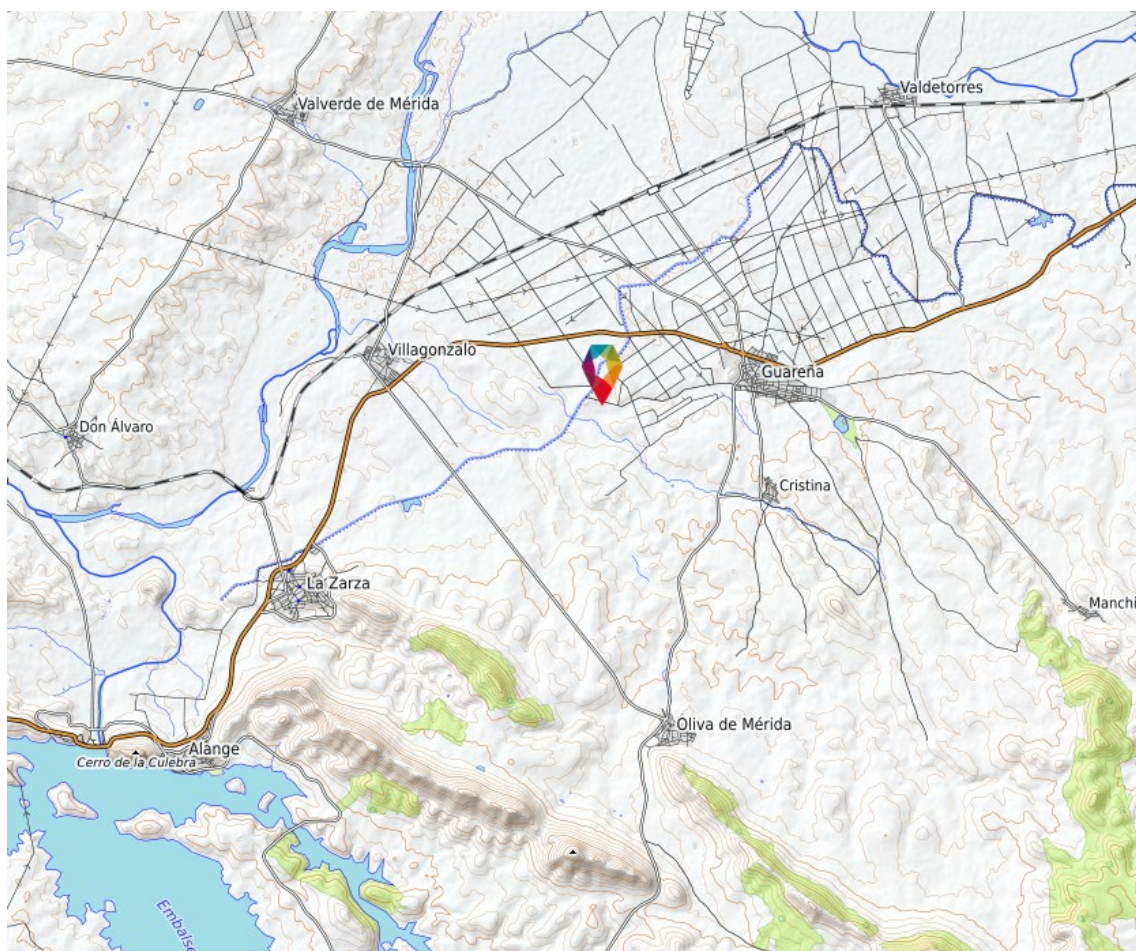 Valdetorres
Valverde de Mérida
Villagonzalo
Guareña
Don Álvaro
Cristina
La Zarza
Manchi
Oliva de Mérida
Alange
Cerro de la Culebra
Embalse